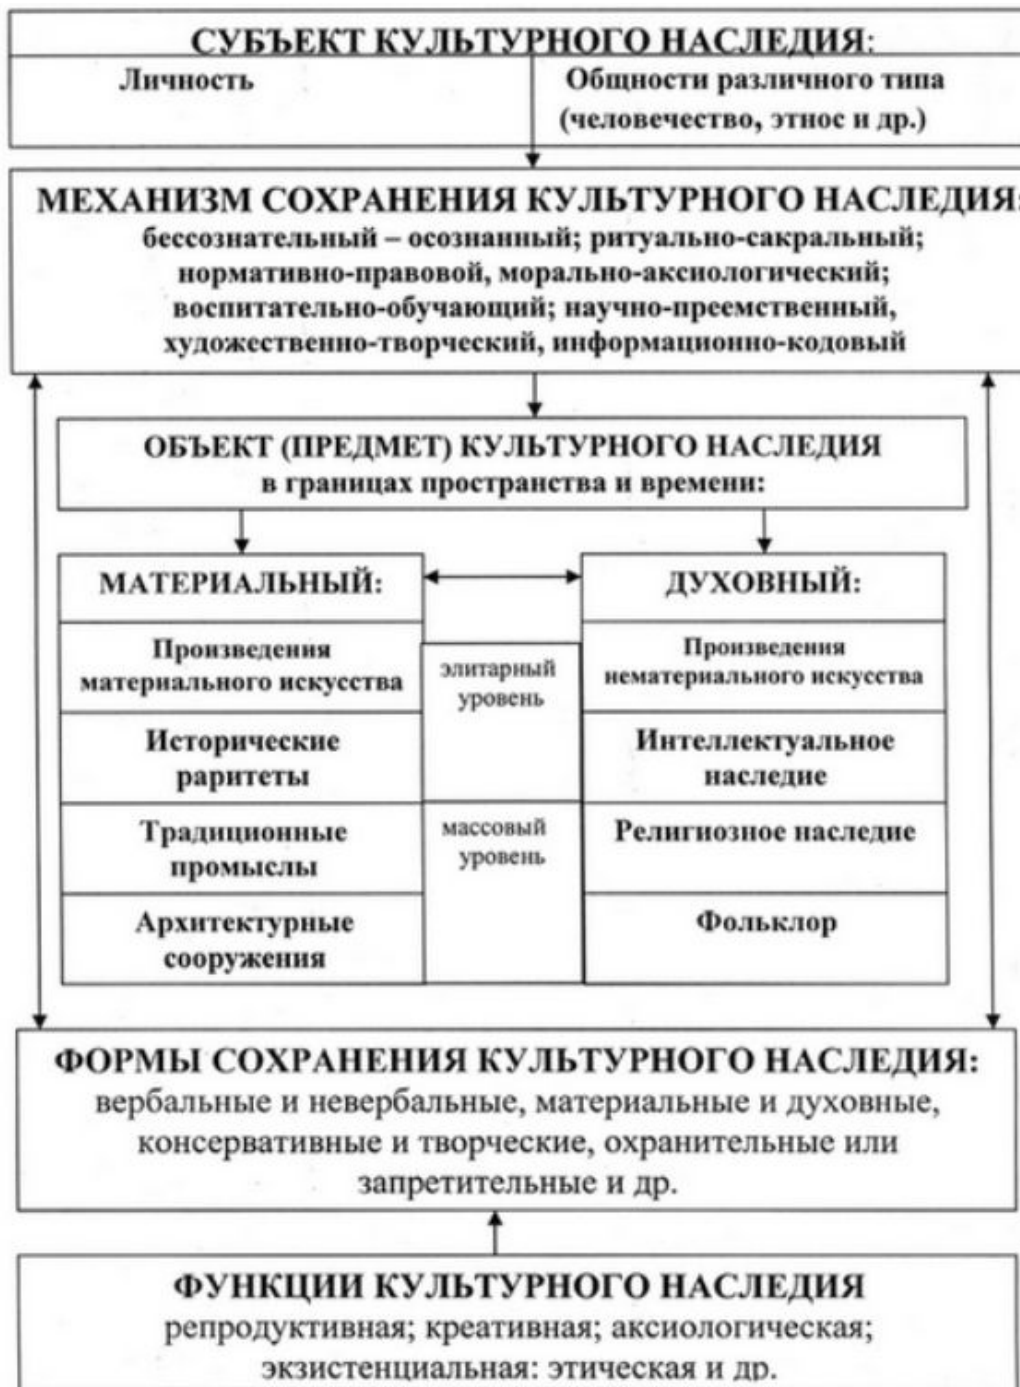 СУБЪЕКТ КУЛЬТУРНОГО НАСЛЕДИЯ:
Личность
Общности различного типа
(человечество, этнос и др.)
МЕХАНИЗМ СОХРАНЕНИЯ КУЛЬТУРНОГО НАСЛЕДИЯ:
бессознательный – осознанный; ритуально-сакральный;
нормативно-правовой, морально-аксиологический;
воспитательно-обучающий; научно-преемственный,
художественно-творческий, информационно-кодовый
ОБЪЕКТ (ПРЕДМЕТ) КУЛЬТУРНОГО НАСЛЕДИЯ
в границах пространства и времени:
МАТЕРИАЛЬНЫЙ:
Произведения
материального искусства
Исторические
раритеты
Традиционные
промыслы
Архитектурные
сооружения
элитарный
уровень
массовый
уровень
ДУХОВНЫЙ:
Произведения
нематериального искусства
Интеллектуальное
наследие
Религиозное наследие
Фольклор
ФОРМЫ СОХРАНЕНИЯ КУЛЬТУРНОГО НАСЛЕДИЯ:
вербальные и невербальные, материальные и духовные,
консервативные и творческие, охранительные или
запретительные и др.
ФУНКЦИИ КУЛЬТУРНОГО НАСЛЕДИЯ
репродуктивная; креативная; аксиологическая;
экзистенциальная: этическая и др.